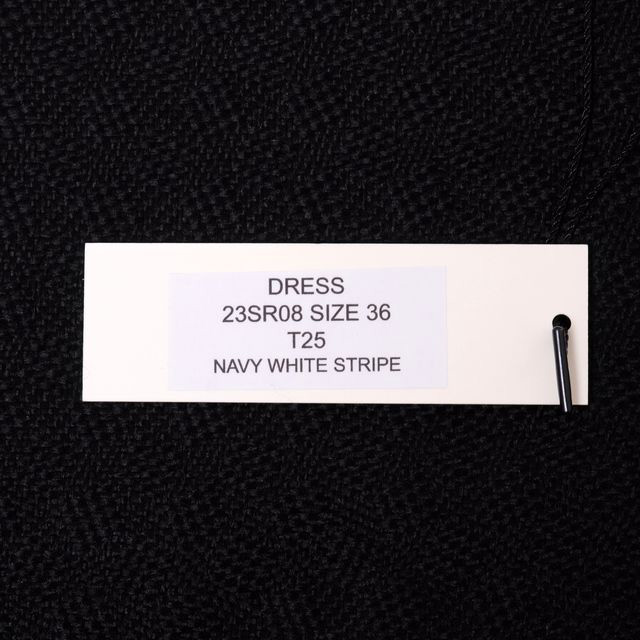 DRESS
23SR08 SIZE 36
T25
NAVY WHITE STRIPE